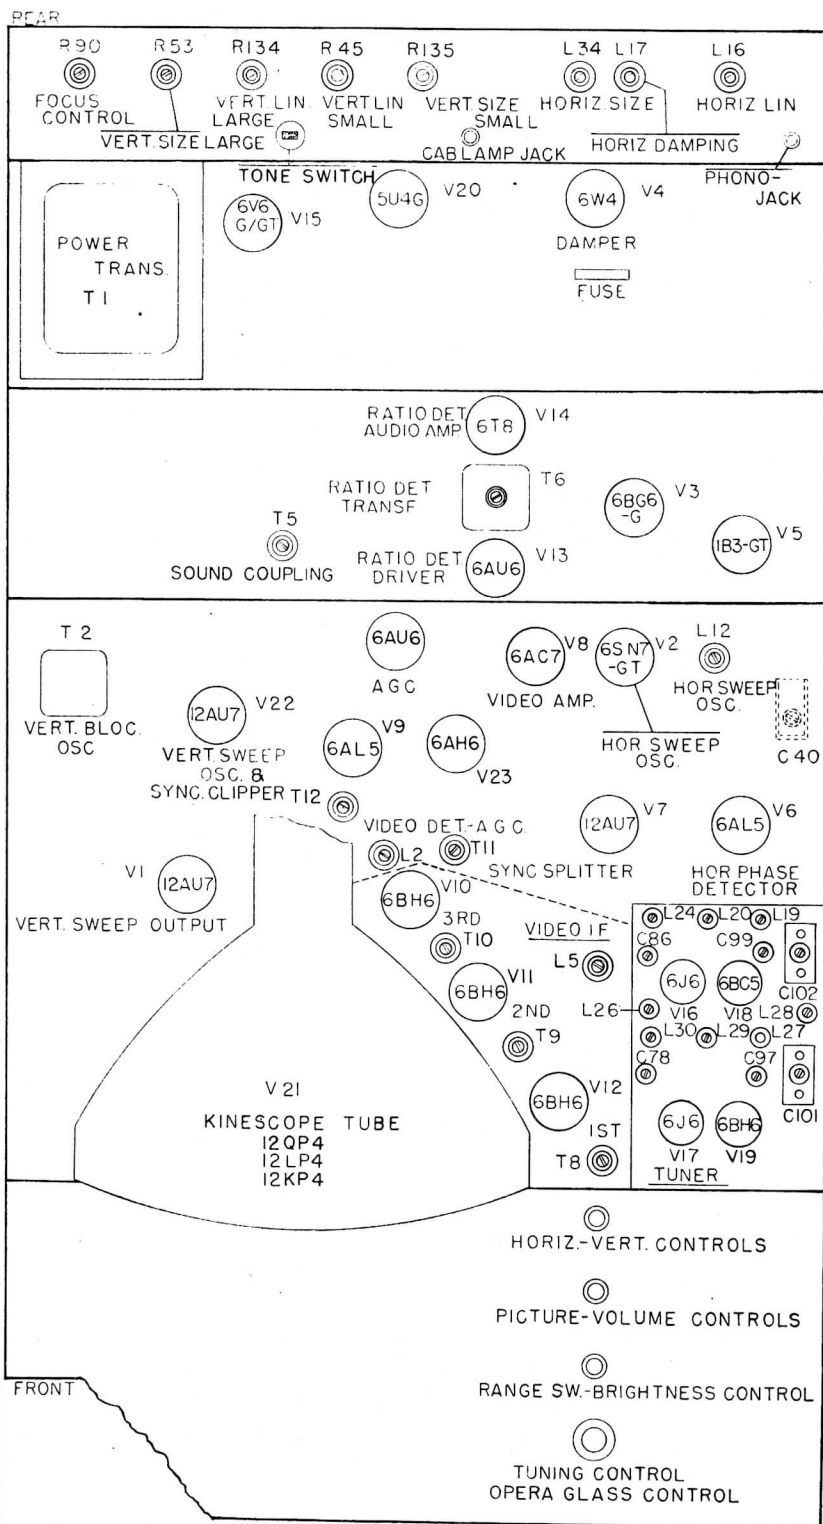 REAR
R90 R53 R134 R45 R135 L34 L17 L16
FOCUS CONTROL
VERT. SIZE LARGE
VERT. LIN. LARGE
VERT LIN SMALL
VERT. SIZE SMALL
HORIZ. SIZE
HORIZ DAMPING
HORIZ LIN
TONE SWITCH
CAB LAMP JACK
PHONO-JACK
POWER
TRANS.
T1
6V6
G/GT
V15
5U4G
V20
6W4
V4
DAMPER
FUSE
RATIO DET.
AUDIO AMP.
6T8
V14
RATIO DET
TRANSF
T6
6BG6
-G
V3
1B3-GT
V5
T5
SOUND COUPLING
RATIO DET.
DRIVER
6AU6
V13
T2
VERT. BLOC.
OSC
6AU6
AGC
6AC7
V8
VIDEO AMP.
6SN7
-GT
V2
HOR SWEEP
OSC.
L12
HOR SWEEP
OSC.
C40
12AU7
V22
VERT. SWEEP
OSC. &
SYNC. CLIPPER
6AL5
V9
6AH6
V23
T12
VIDEO DET.-AGC.
L2
T11
12AU7
V7
SYNC SPLITTER
6AL5
V6
HOR PHASE
DETECTOR
V1
12AU7
VERT. SWEEP OUTPUT
6BH6
V10
3RD
T10
VIDEO IF
L5
6BH6
V11
2ND
T9
6BH6
V12
1ST
T8
L24 L20 L19
C86 C99
6J6
V16
6BC5
V18
C102
L26
L28
L30 L29 L27
C78 C97
C101
6J6
V17
6BH6
V19
TUNER
V21
KINESCOPE TUBE
12QP4
12LP4
12KP4
HORIZ.-VERT. CONTROLS
PICTURE-VOLUME CONTROLS
FRONT
RANGE SW.-BRIGHTNESS CONTROL
TUNING CONTROL
OPERA GLASS CONTROL